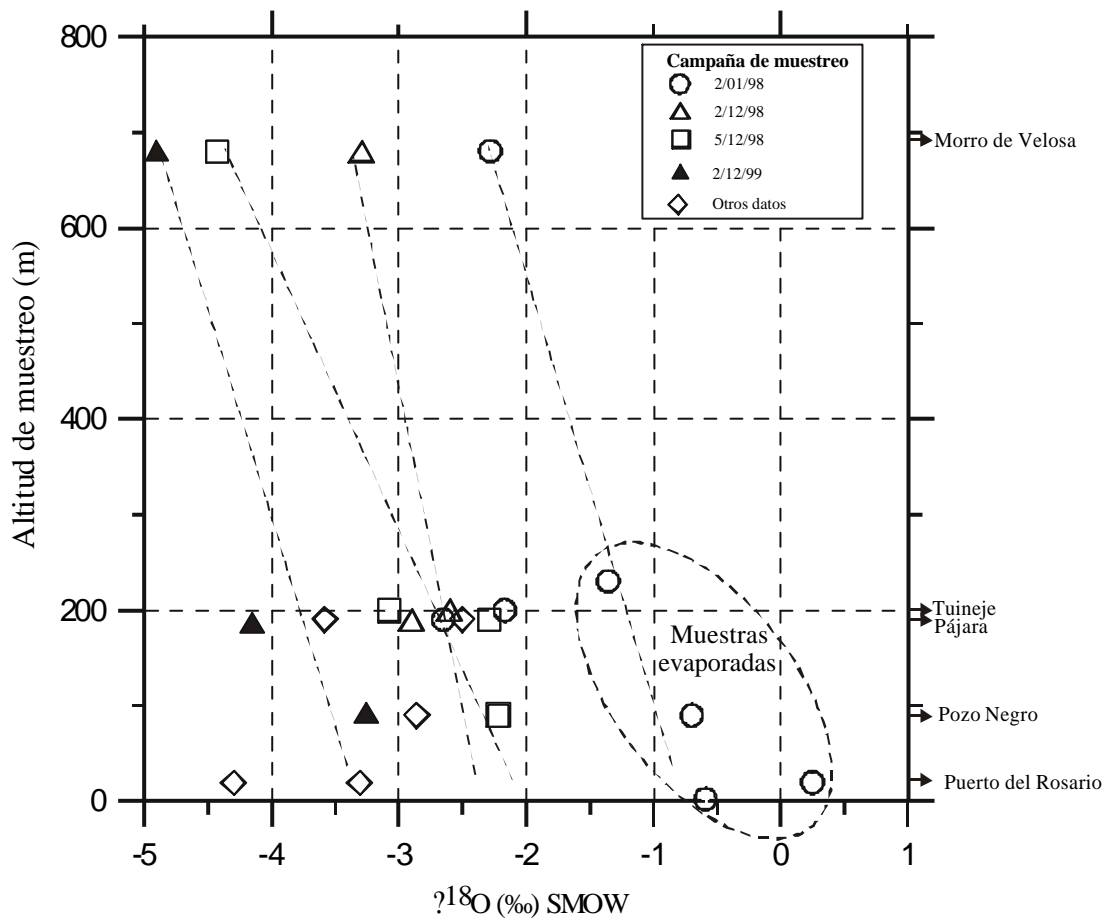 800
600
400
200
0
Altitud de muestreo (m)
Campaña de muestreo
2/01/98
2/12/98
5/12/98
2/12/99
Otros datos
Morro de Velosa
Tuineje
Pájara
Pozo Negro
Puerto del Rosario
Muestras
evaporadas
-5 -4 -3 -2 -1 0 1
?18O (‰) SMOW